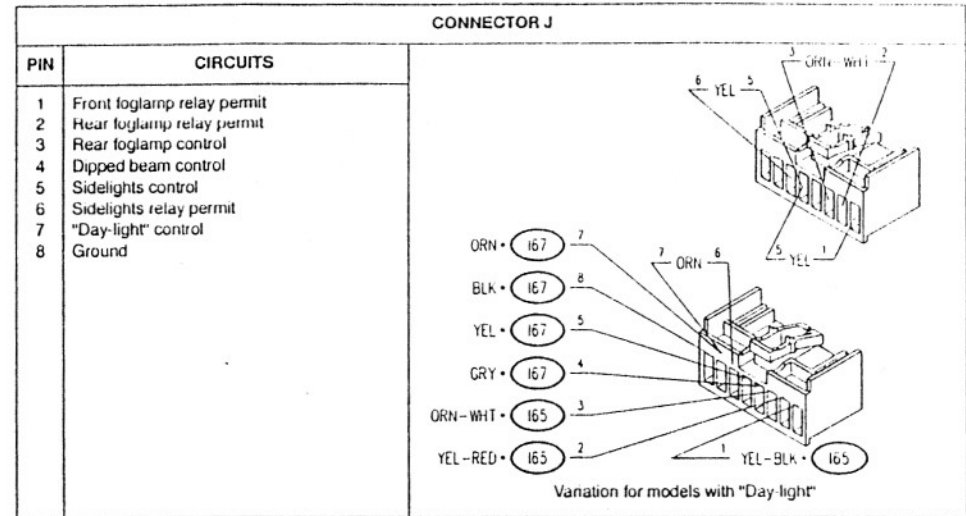 CONNECTOR J
PIN CIRCUITS
1 Front foglamp relay permit
2 Rear foglamp relay permit
3 Rear foglamp control
4 Dipped beam control
5 Sidelights control
6 Sidelights relay permit
7 "Day-light" control
8 Ground
3 ORN-WHT 2
6 YEL 5
5 YEL 1
7 ORN 6
ORN • 167 7
BLK • 167 8
YEL • 167 5
GRY • 167 4
ORN-WHT • 165 3
YEL-RED • 165 2
1 YEL-BLK • 165
Variation for models with "Day-light"